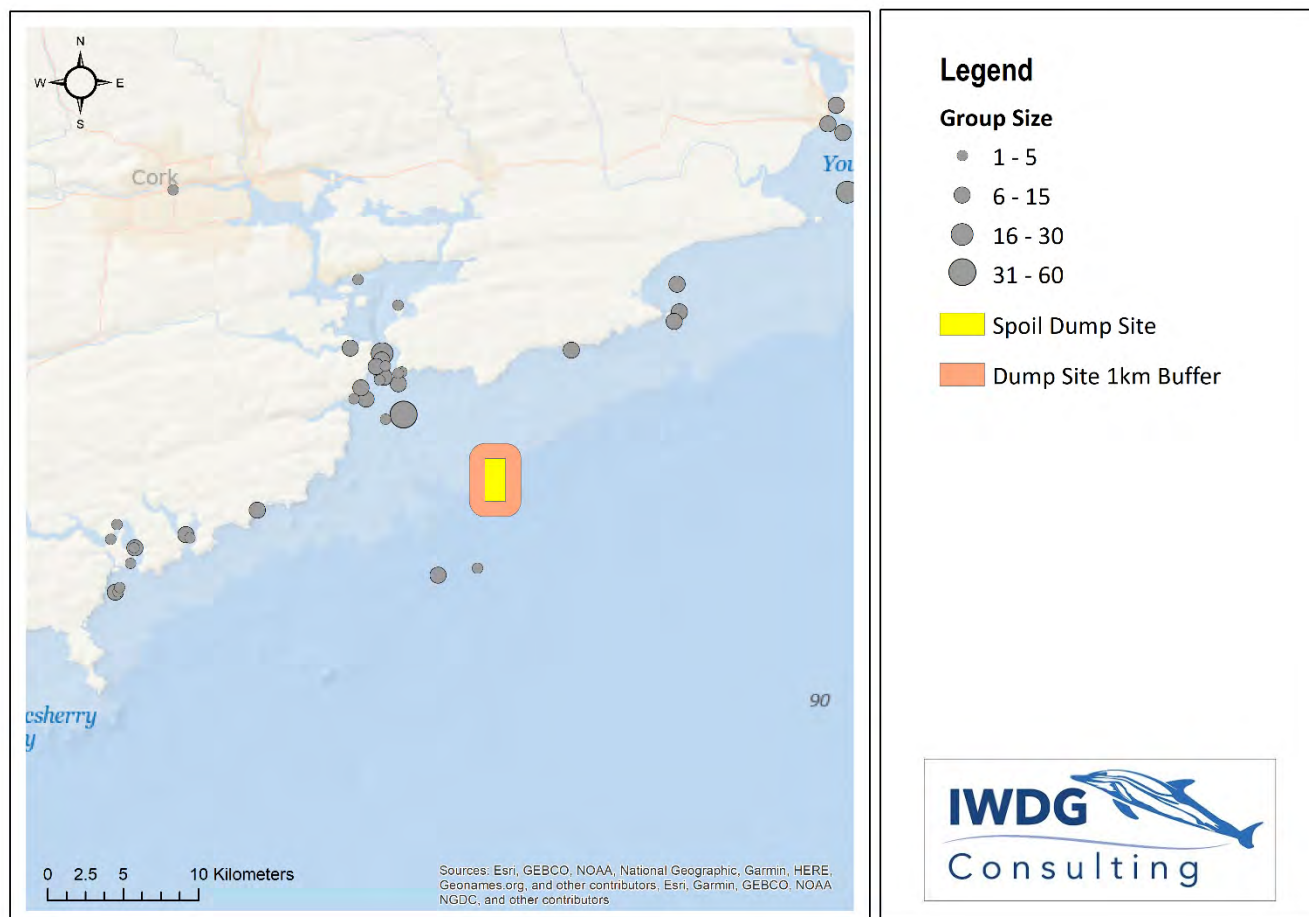 N
W E
S
Cork
You
csherry
y
90
0 2.5 5 10 Kilometers
Sources: Esri, GEBCO, NOAA, National Geographic, Garmin, HERE,
Geonames.org, and other contributors, Esri, Garmin, GEBCO, NOAA
NGDC, and other contributors
Legend
Group Size
1 - 5
6 - 15
16 - 30
31 - 60
Spoil Dump Site
Dump Site 1km Buffer
IWDG
Consulting